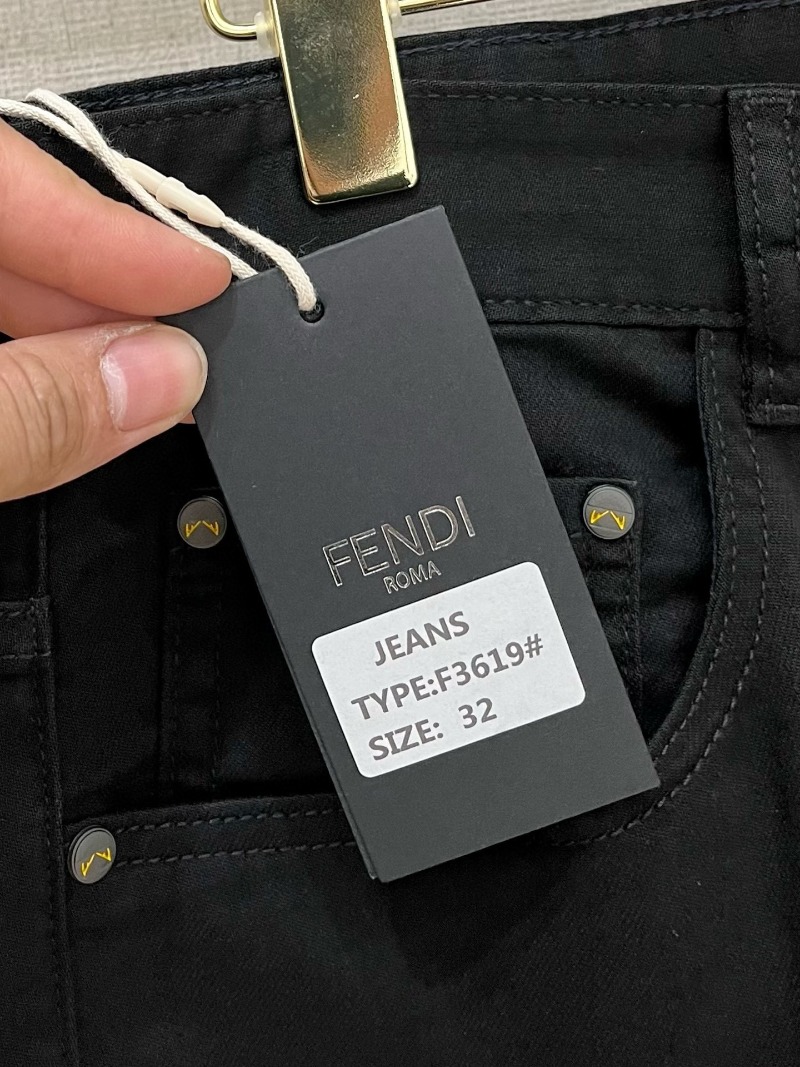 FENDI
ROMA
JEANS
TYPE:F3619#
SIZE: 32